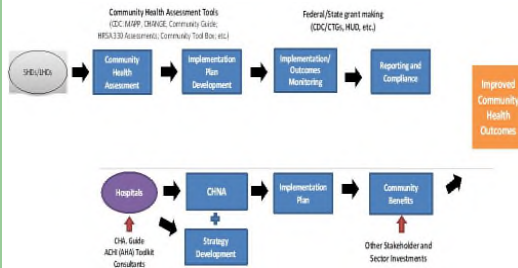 Community Health Assessment Tools
(CDC: MAPP, CHANGE, Community Guide;
HRSA 330 Assessments; Community Tool Box; etc.)
Federal/State grant making
(CDC/CTGs, HUD, etc.)
SHDs/LHDs
Community
Health
Assessment
Implementation
Plan
Development
Implementation/
Outcomes
Monitoring
Reporting and
Compliance
Improved
Community
Health
Outcomes
Hospitals
CHNA
Implementation
Plan
Community
Benefits
Strategy
Development
CHA, Guide
ACHI (AHA) Toolkit
Consultants
Other Stakeholder and
Sector Investments